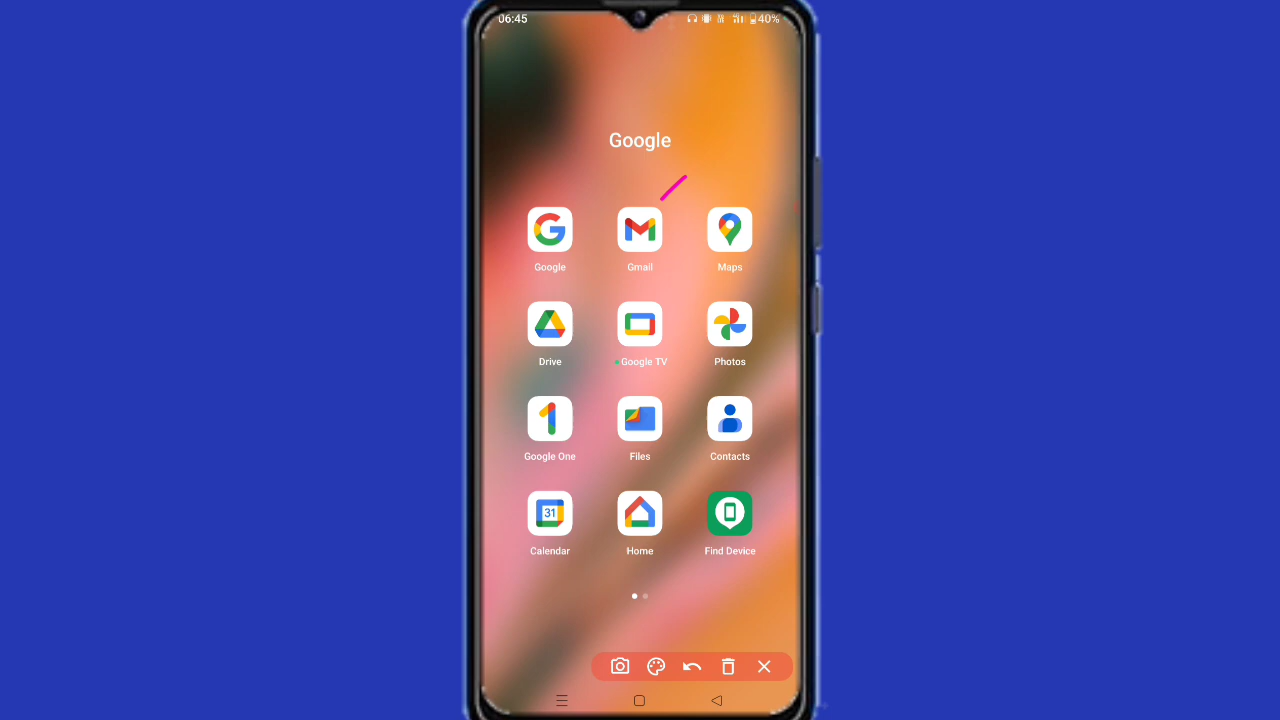 06:45 40%
Google
Google Gmail Maps
Drive Google TV Photos
Google One Files Contacts
31
Calendar Home Find Device